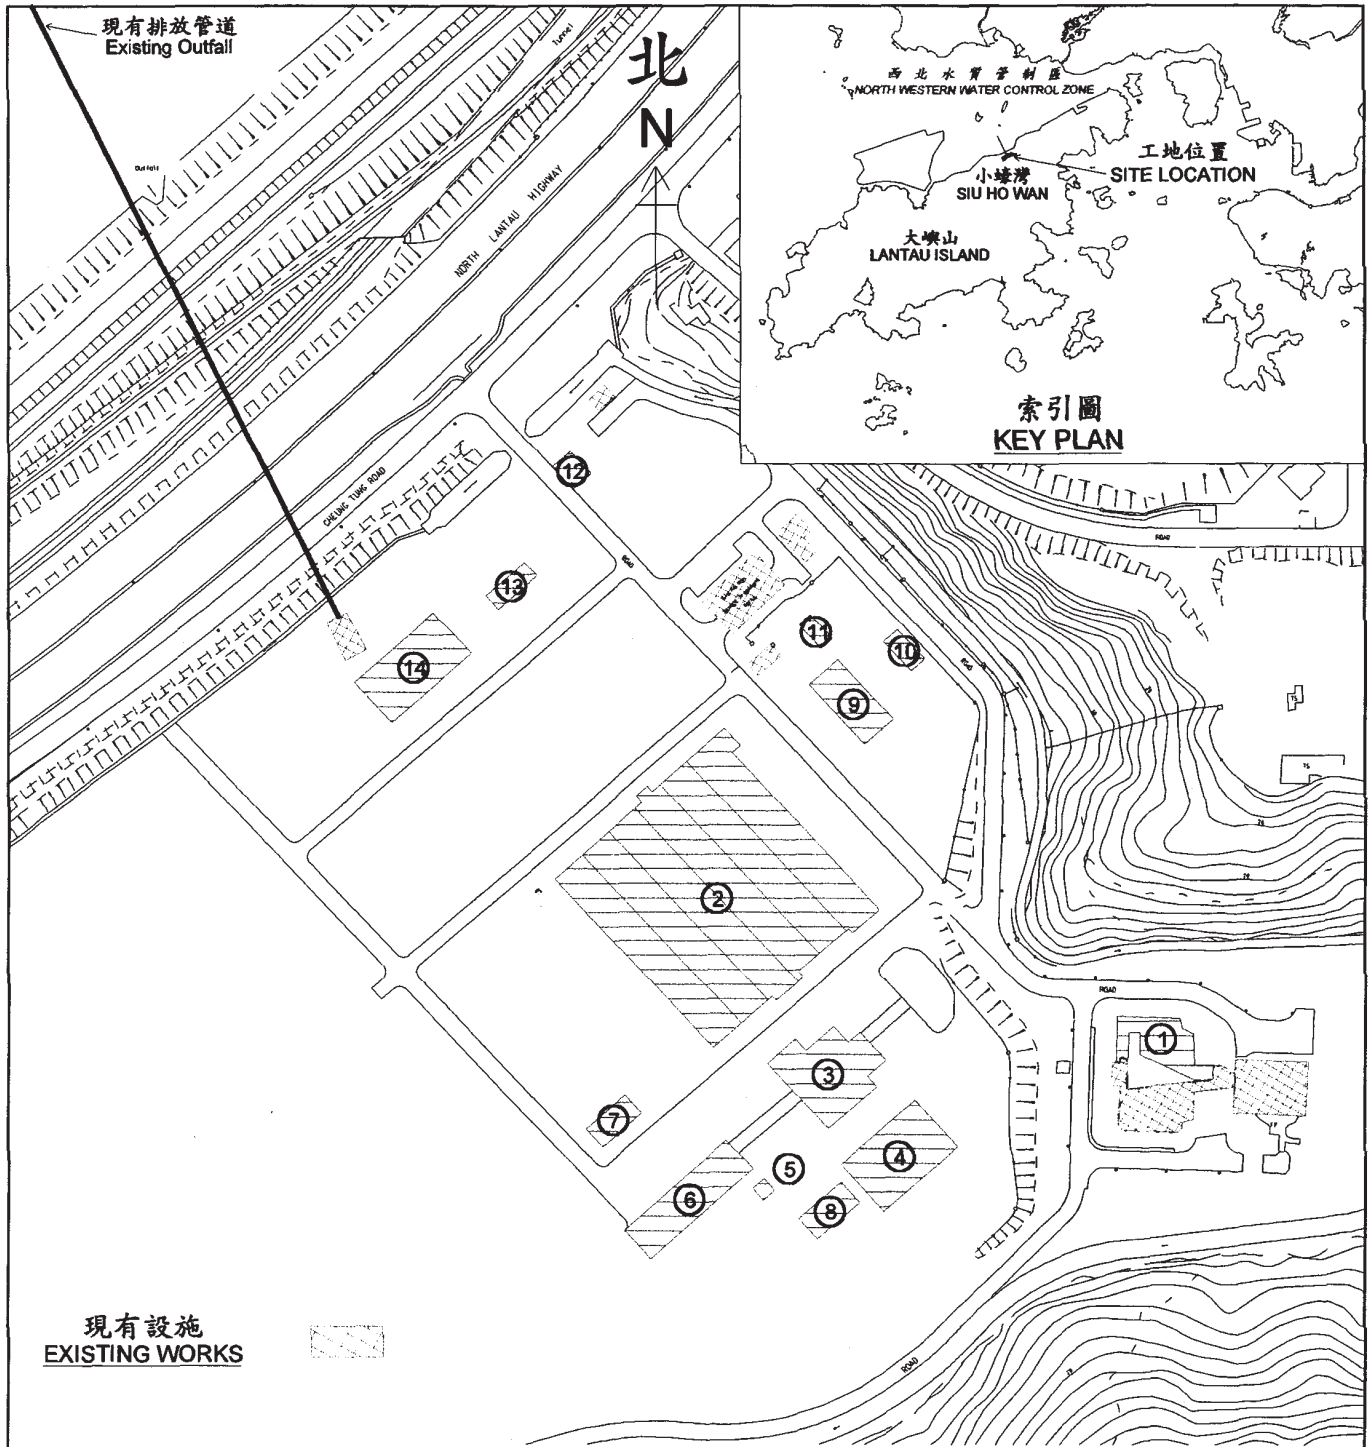 現有排放管道
Existing Outfall
Tunnel
Outfall
北
N
NORTH LANTAU HIGHWAY
CHEUNG TUNG ROAD
西北水質管制區
NORTH WESTERN WATER CONTROL ZONE
工地位置
SITE LOCATION
小蠔灣
SIU HO WAN
大嶼山
LANTAU ISLAND
索引圖
KEY PLAN
12
ROAD
ROAD
13
14
11
10
ROAD
9
2
ROAD
1
3
7
5
4
6
8
ROAD
現有設施
EXISTING WORKS